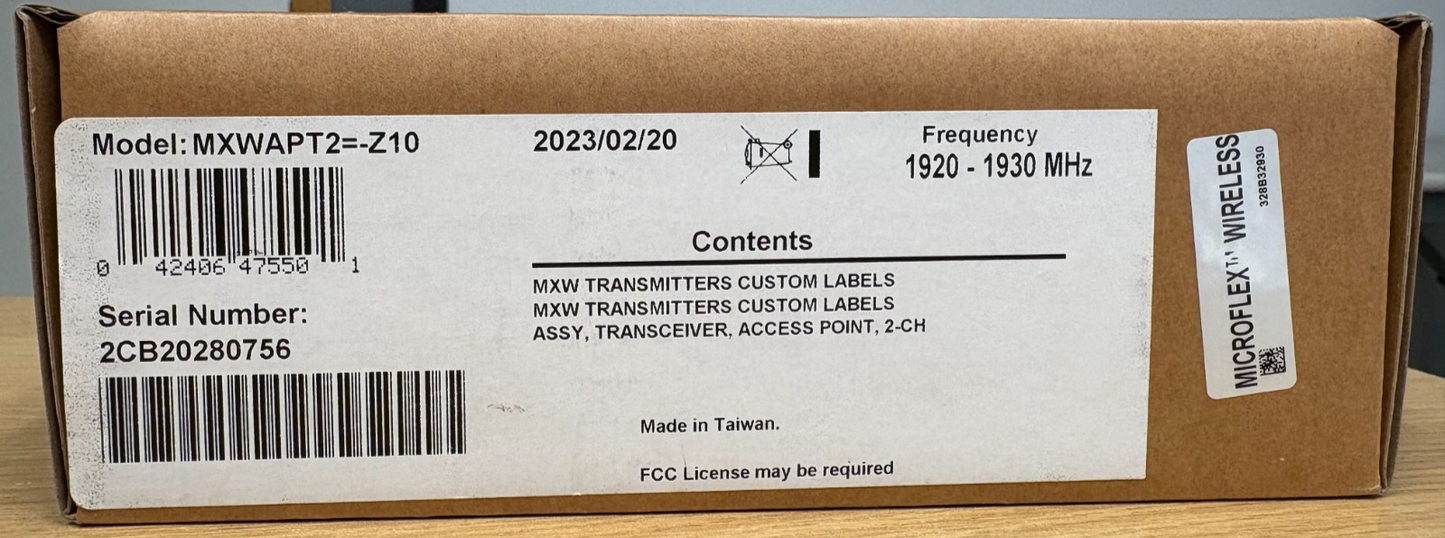 Model: MXWAPT2=-Z10
0 42406 47550 1
Serial Number:
2CB20280756
2023/02/20
Frequency
1920 - 1930 MHz
Contents
MXW TRANSMITTERS CUSTOM LABELS
MXW TRANSMITTERS CUSTOM LABELS
ASSY, TRANSCEIVER, ACCESS POINT, 2-CH
Made in Taiwan.
FCC License may be required
MICROFLEX™ WIRELESS
328B32930